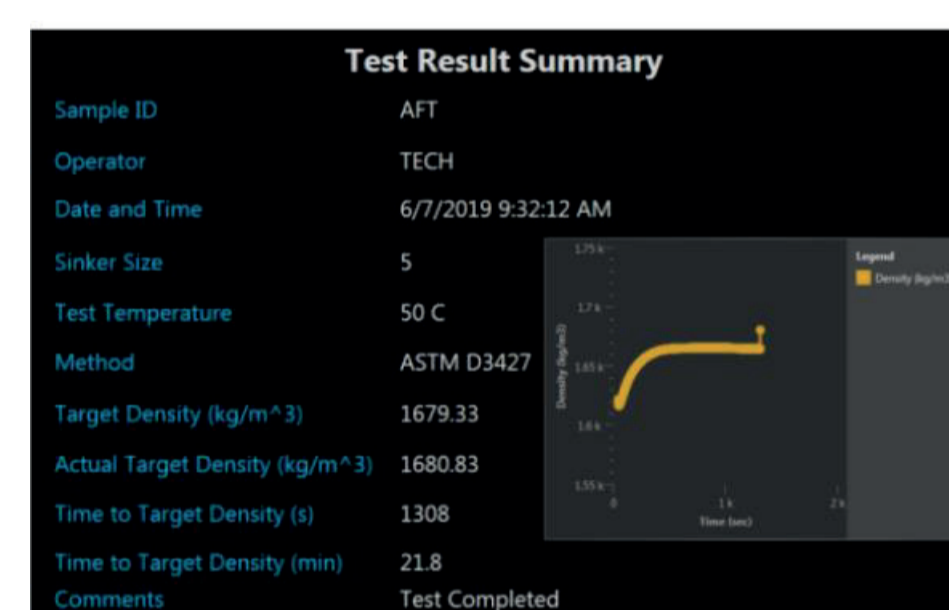 Test Result Summary
Sample ID AFT
Operator TECH
Date and Time 6/7/2019 9:32:12 AM
Sinker Size 5
Test Temperature 50 C
Method ASTM D3427
Target Density (kg/m^3) 1679.33
Actual Target Density (kg/m^3) 1680.83
Time to Target Density (s) 1308
Time to Target Density (min) 21.8
Comments Test Completed
1.75 k
1.7 k
1.65 k
1.6 k
1.55 k
Density (kg/m3)
0 1 k 2 k
Time (sec)
Legend
Density (kg/m3